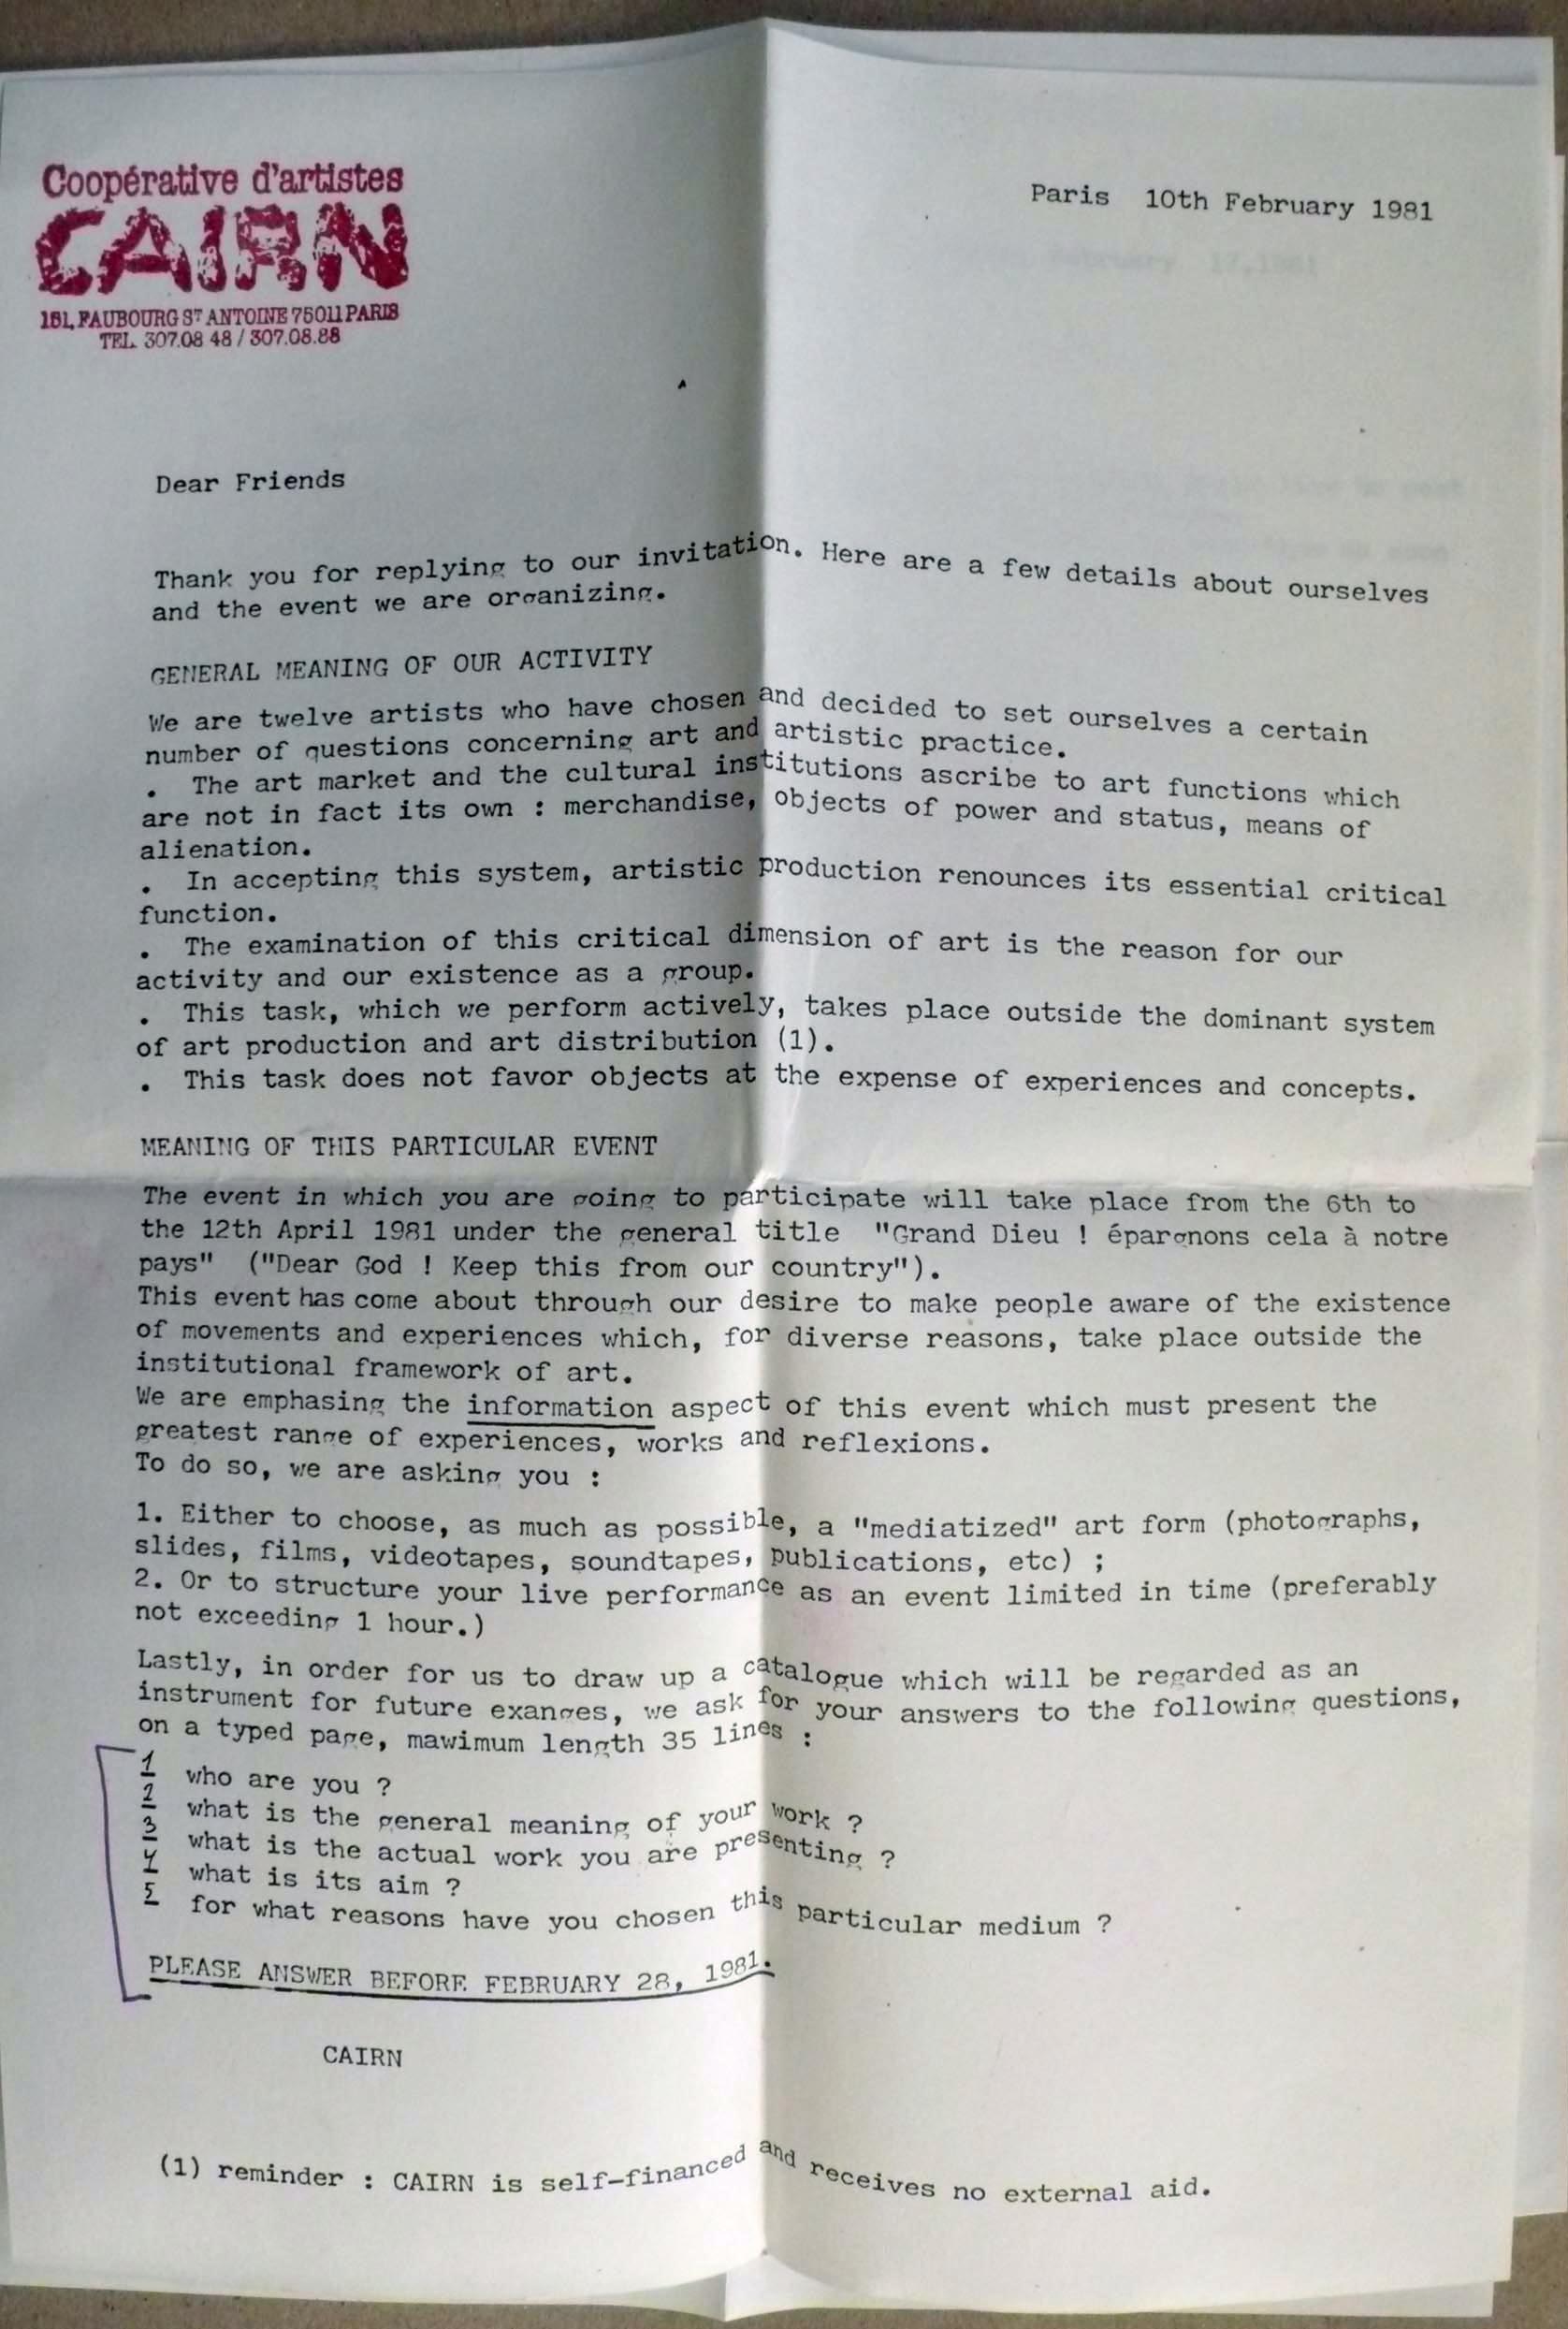 Coopérative d'artistes
CAIRN
151, FAUBOURG ST ANTOINE 75011 PARIS
TEL. 307.08 48 / 307.08.88
Paris 10th February 1981
February 17,1981
Dear Friends
Thank you for replying to our invitation. Here are a few details about ourselves
and the event we are organizing.
GENERAL MEANING OF OUR ACTIVITY
We are twelve artists who have chosen and decided to set ourselves a certain
number of questions concerning art and artistic practice.
. The art market and the cultural institutions ascribe to art functions which
are not in fact its own : merchandise, objects of power and status, means of
alienation.
. In accepting this system, artistic production renounces its essential critical
function.
. The examination of this critical dimension of art is the reason for our
activity and our existence as a group.
. This task, which we perform actively, takes place outside the dominant system
of art production and art distribution (1).
. This task does not favor objects at the expense of experiences and concepts.
MEANING OF THIS PARTICULAR EVENT
The event in which you are going to participate will take place from the 6th to
the 12th April 1981 under the general title "Grand Dieu ! épargnons cela à notre
pays" ("Dear God ! Keep this from our country").
This event has come about through our desire to make people aware of the existence
of movements and experiences which, for diverse reasons, take place outside the
institutional framework of art.
We are emphasing the information aspect of this event which must present the
greatest range of experiences, works and reflexions.
To do so, we are asking you :
1. Either to choose, as much as possible, a "mediatized" art form (photographs,
slides, films, videotapes, soundtapes, publications, etc) ;
2. Or to structure your live performance as an event limited in time (preferably
not exceeding 1 hour.)
Lastly, in order for us to draw up a catalogue which will be regarded as an
instrument for future exanges, we ask for your answers to the following questions,
on a typed page, mawimum length 35 lines :
1 who are you ?
2 what is the general meaning of your work ?
3 what is the actual work you are presenting ?
4 what is its aim ?
5 for what reasons have you chosen this particular medium ?
PLEASE ANSWER BEFORE FEBRUARY 28, 1981.
CAIRN
(1) reminder : CAIRN is self-financed and receives no external aid.